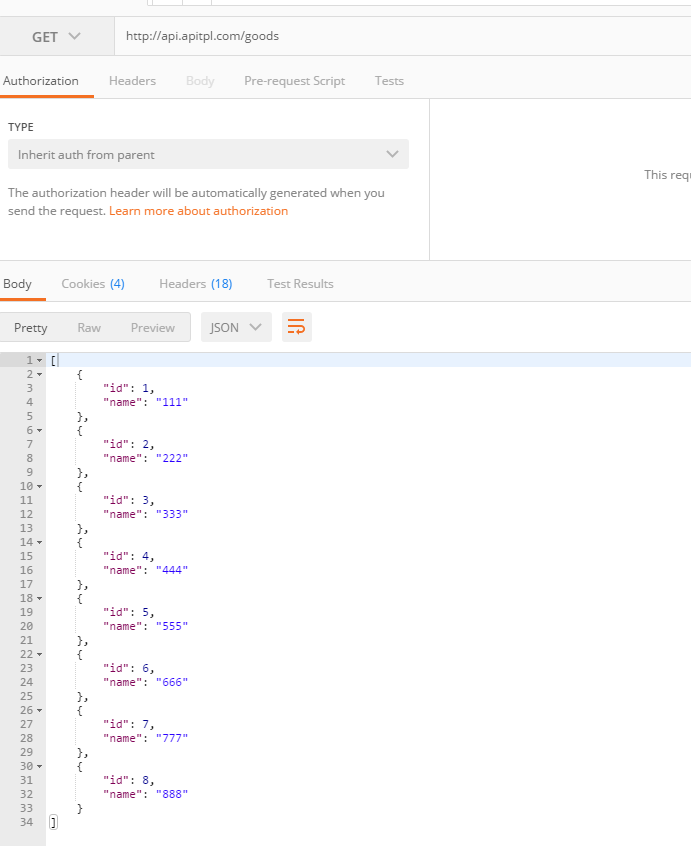 GET http://api.apitpl.com/goods
Authorization Headers Body Pre-request Script Tests
TYPE
Inherit auth from parent
This requ
The authorization header will be automatically generated when you
send the request. Learn more about authorization
Body Cookies (4) Headers (18) Test Results
Pretty Raw Preview JSON
1 [
2 {
3 "id": 1,
4 "name": "111"
5 },
6 {
7 "id": 2,
8 "name": "222"
9 },
10 {
11 "id": 3,
12 "name": "333"
13 },
14 {
15 "id": 4,
16 "name": "444"
17 },
18 {
19 "id": 5,
20 "name": "555"
21 },
22 {
23 "id": 6,
24 "name": "666"
25 },
26 {
27 "id": 7,
28 "name": "777"
29 },
30 {
31 "id": 8,
32 "name": "888"
33 }
34 ]